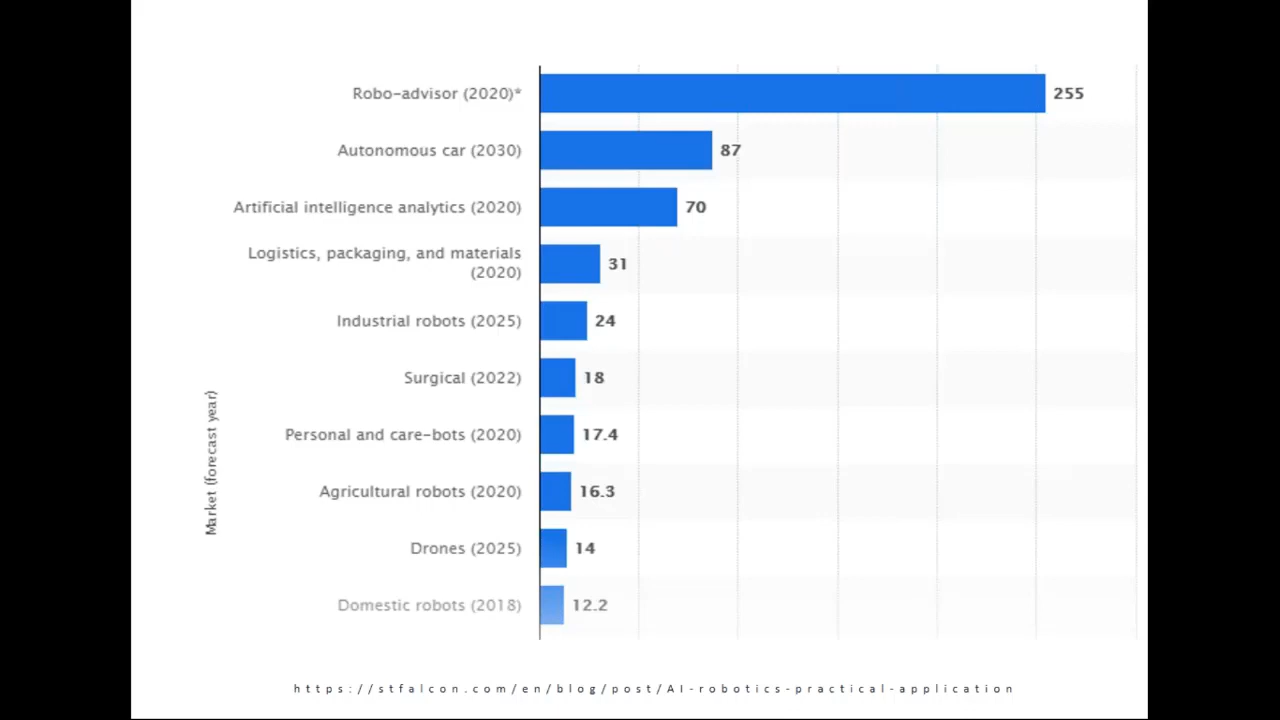 Robo-advisor (2020)*
255
Autonomous car (2030)
87
Artificial intelligence analytics (2020)
70
Logistics, packaging, and materials
(2020)
31
Industrial robots (2025)
24
Surgical (2022)
18
Personal and care-bots (2020)
17.4
Agricultural robots (2020)
16.3
Drones (2025)
14
Domestic robots (2018)
12.2
Market (forecast year)
https://stfalcon.com/en/blog/post/AI-robotics-practical-application